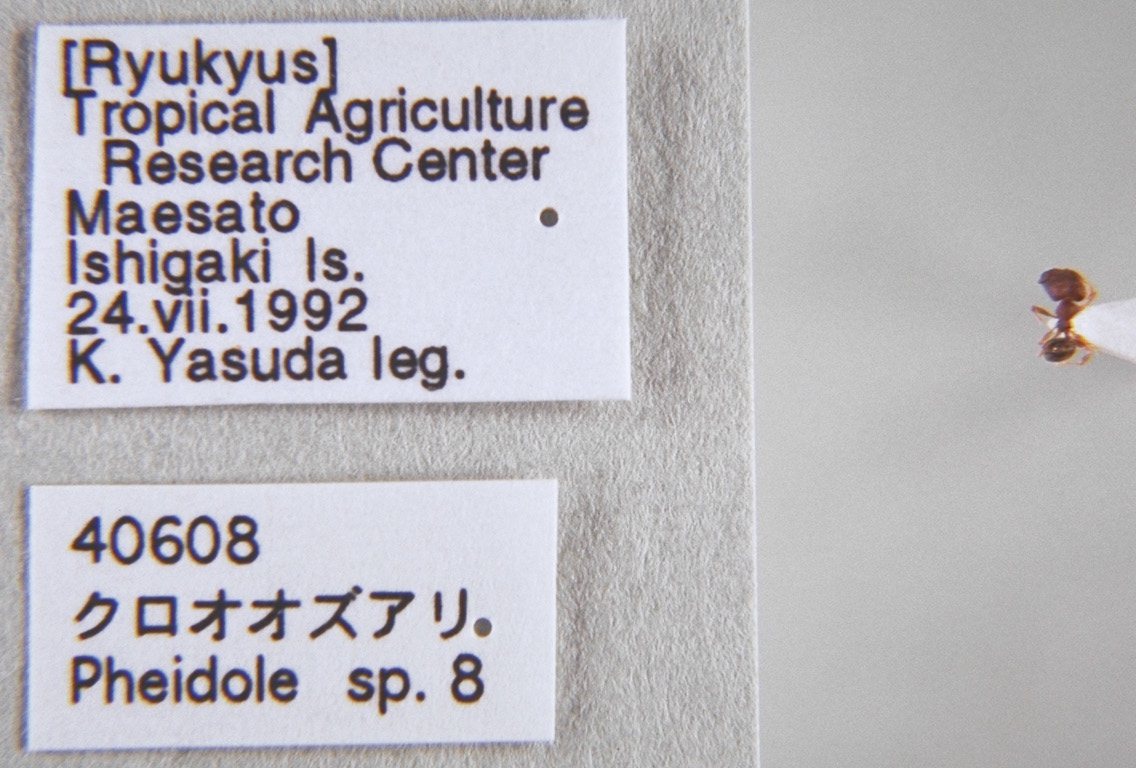 [Ryukyus]
Tropical Agriculture
Research Center
Maesato
Ishigaki Is.
24.vii.1992
K. Yasuda leg.
40608
クロオオズアリ
Pheidole sp. 8